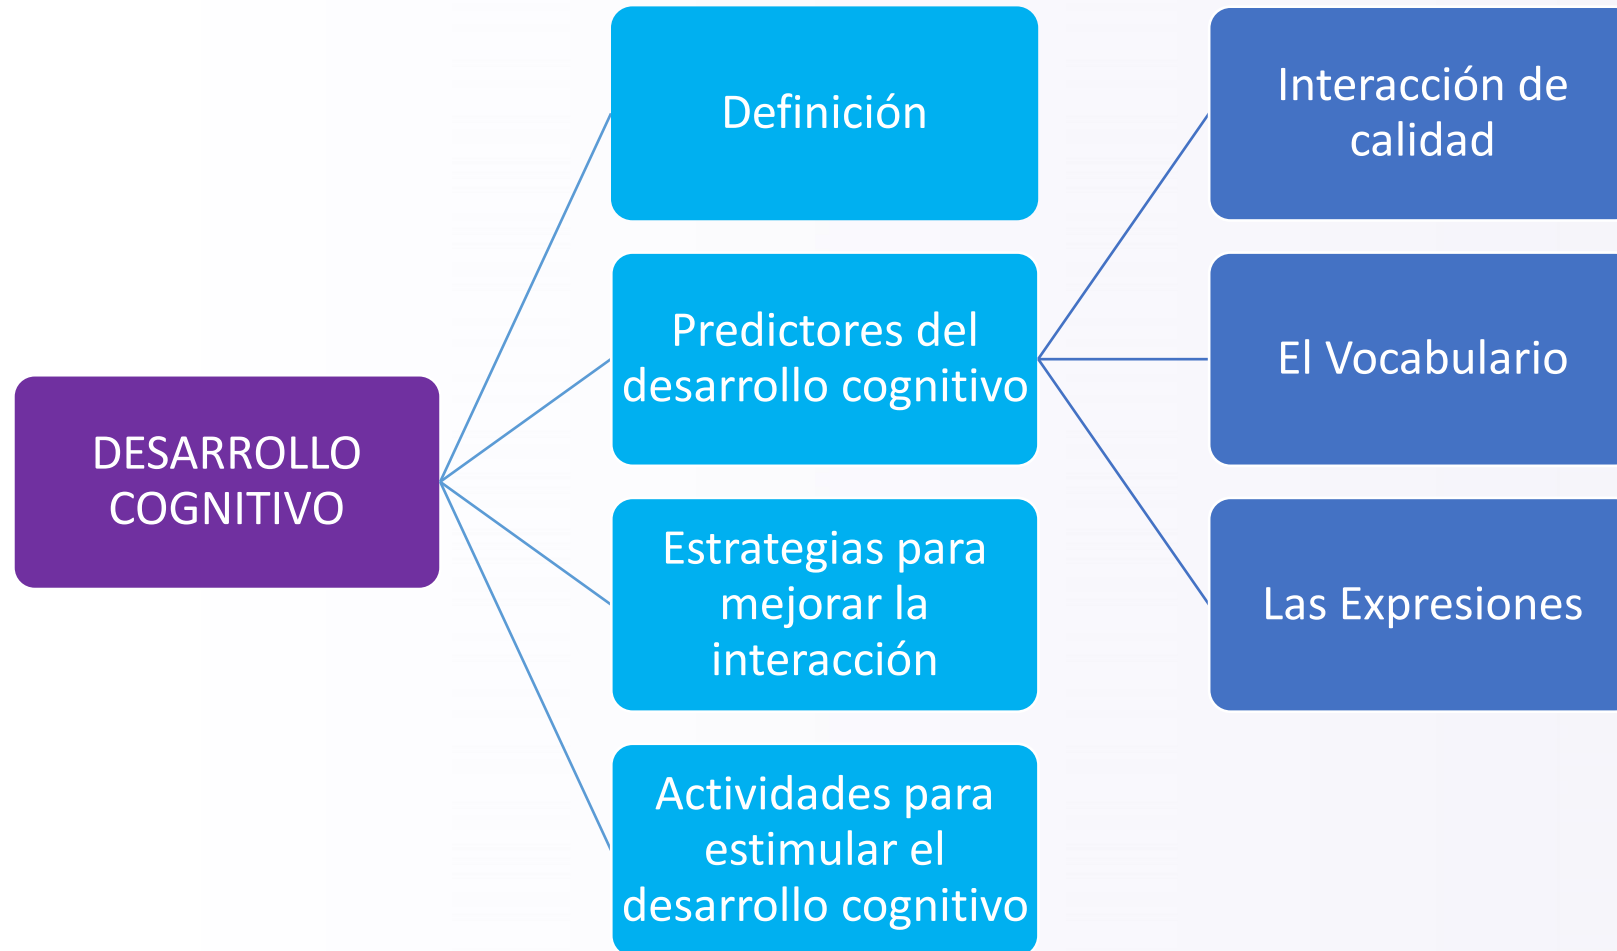 DESARROLLO
COGNITIVO
Definición
Predictores del
desarrollo cognitivo
Estrategias para
mejorar la
interacción
Actividades para
estimular el
desarrollo cognitivo
Interacción de
calidad
El Vocabulario
Las Expresiones